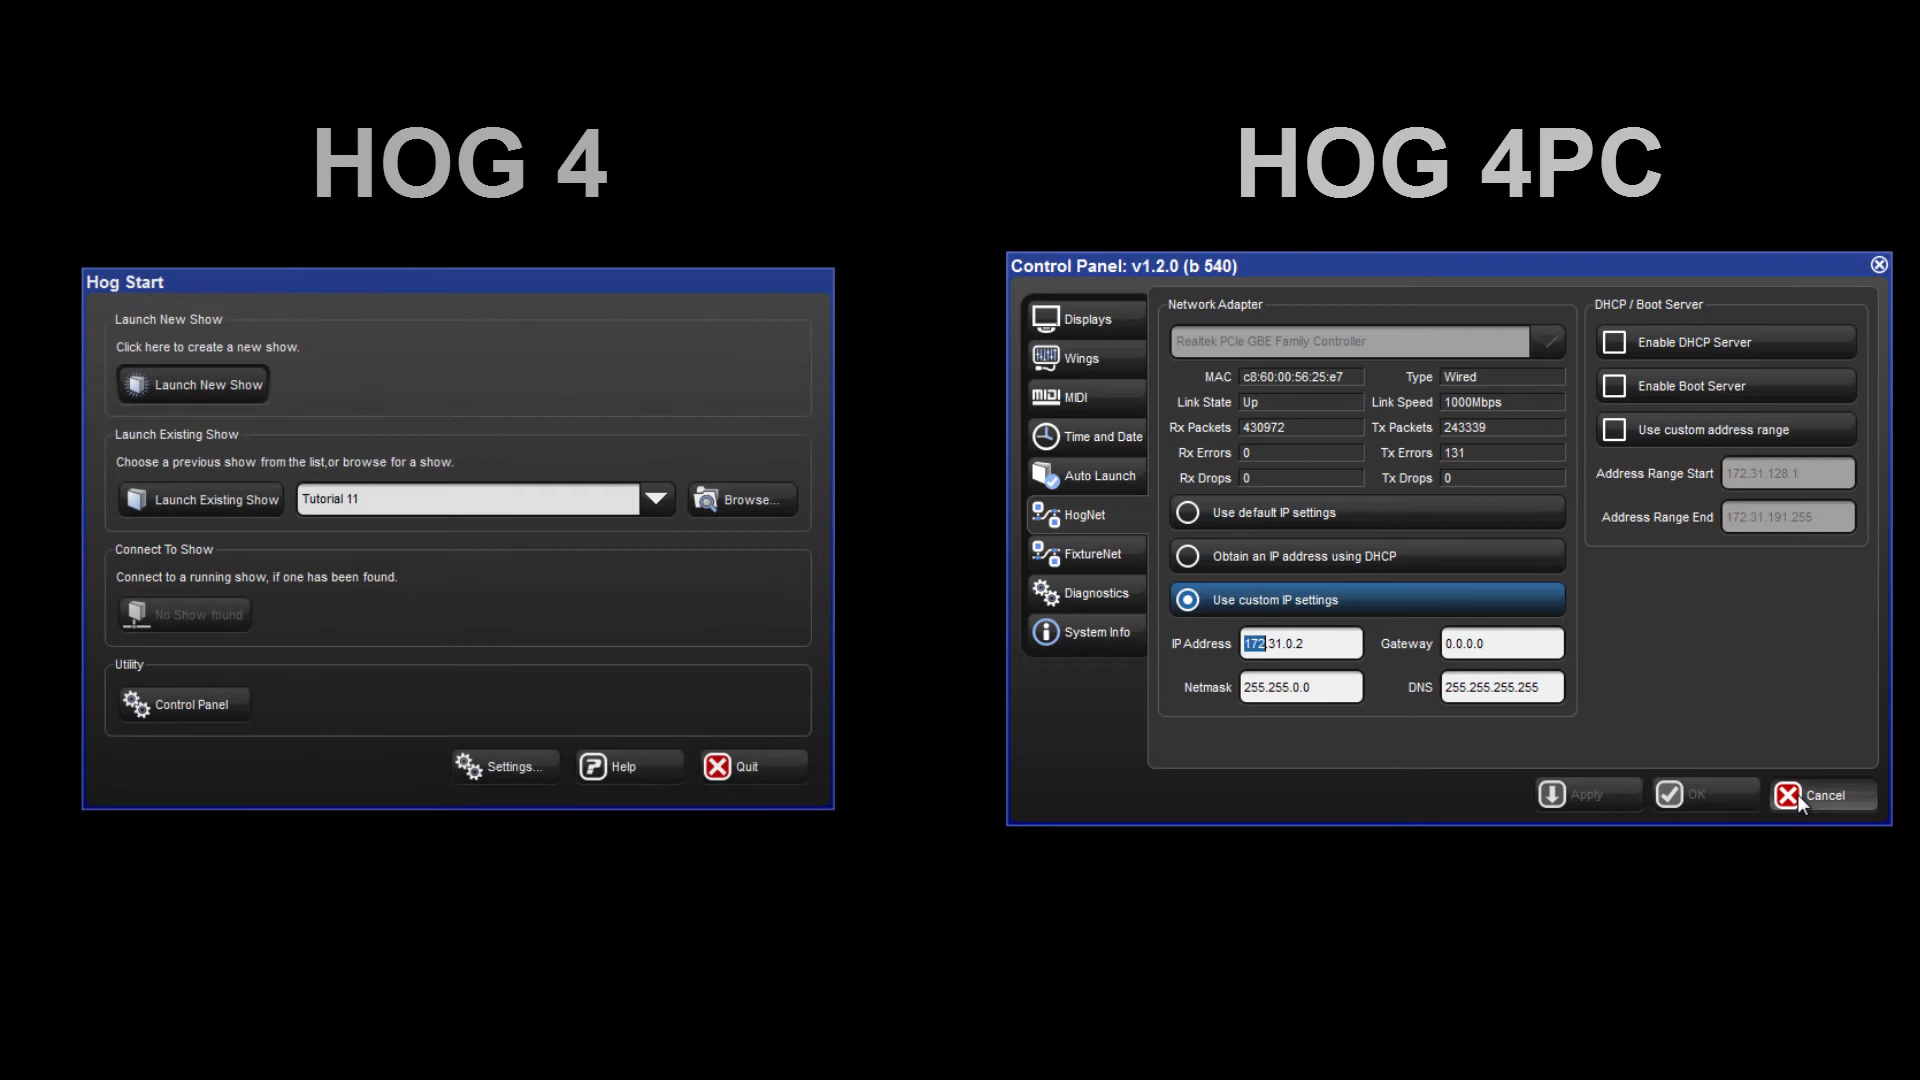 HOG 4
HOG 4PC
Hog Start
Launch New Show
Click here to create a new show.
Launch New Show
Launch Existing Show
Choose a previous show from the list,or browse for a show.
Launch Existing Show
Tutorial 11
Browse...
Connect To Show
Connect to a running show, if one has been found.
No Show found
Utility
Control Panel
Settings...
Help
Quit
Control Panel: v1.2.0 (b 540)
Displays
Wings
MIDI
MIDI
Time and Date
Auto Launch
HogNet
FixtureNet
Diagnostics
System Info
Network Adapter
Realtek PCIe GBE Family Controller
MAC c8:60:00:56:25:e7 Type Wired
Link State Up Link Speed 1000Mbps
Rx Packets 430972 Tx Packets 243339
Rx Errors 0 Tx Errors 131
Rx Drops 0 Tx Drops 0
Use default IP settings
Obtain an IP address using DHCP
Use custom IP settings
IP Address 172.31.0.2 Gateway 0.0.0.0
Netmask 255.255.0.0 DNS 255.255.255.255
DHCP / Boot Server
Enable DHCP Server
Enable Boot Server
Use custom address range
Address Range Start 172.31.128.1
Address Range End 172.31.191.255
Apply
OK
Cancel